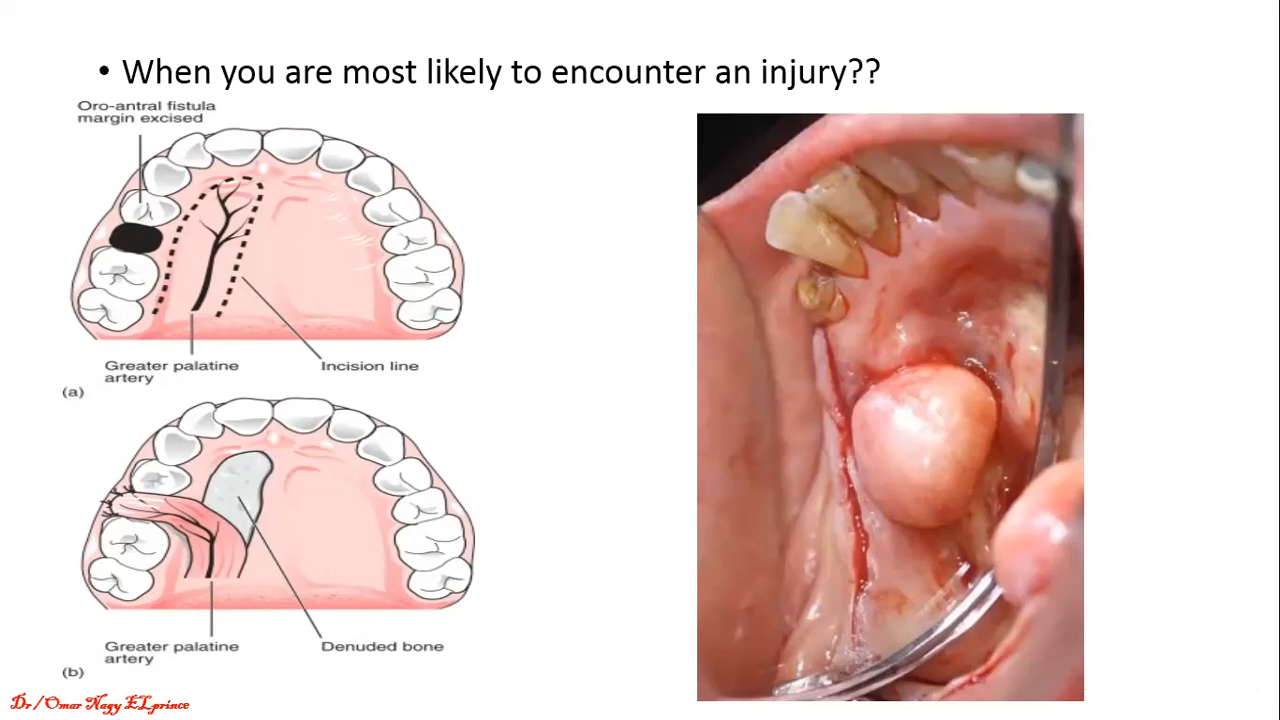 • When you are most likely to encounter an injury??
Oro-antral fistula
margin excised
Greater palatine
artery
Incision line
(a)
Greater palatine
artery
Denuded bone
(b)
Dr/Omar Nagy ELprince